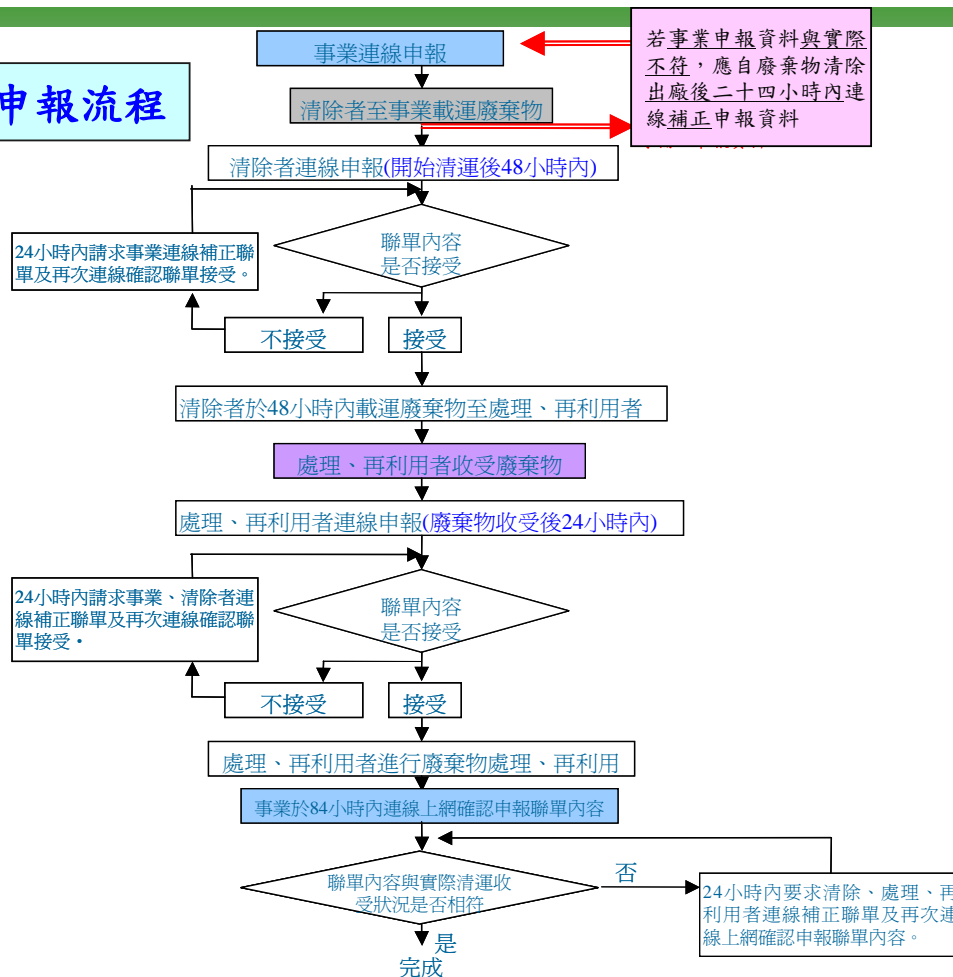 事業連線申報
若事業申報資料與實際
不符，應自廢棄物清除
出廠後二十四小時內連
線補正申報資料
申報流程
清除者至事業載運廢棄物
清除者連線申報(開始清運後48小時內)
聯單內容
是否接受
24小時內請求事業連線補正聯
單及再次連線確認聯單接受。
不接受
接受
清除者於48小時內載運廢棄物至處理、再利用者
處理、再利用者收受廢棄物
處理、再利用者連線申報(廢棄物收受後24小時內)
聯單內容
是否接受
24小時內請求事業、清除者連
線補正聯單及再次連線確認聯
單接受・
不接受
接受
處理、再利用者進行廢棄物處理、再利用
事業於84小時內連線上網確認申報聯單內容
聯單內容與實際清運收
受狀況是否相符
否
24小時內要求清除、處理、再
利用者連線補正聯單及再次連
線上網確認申報聯單內容。
是
完成